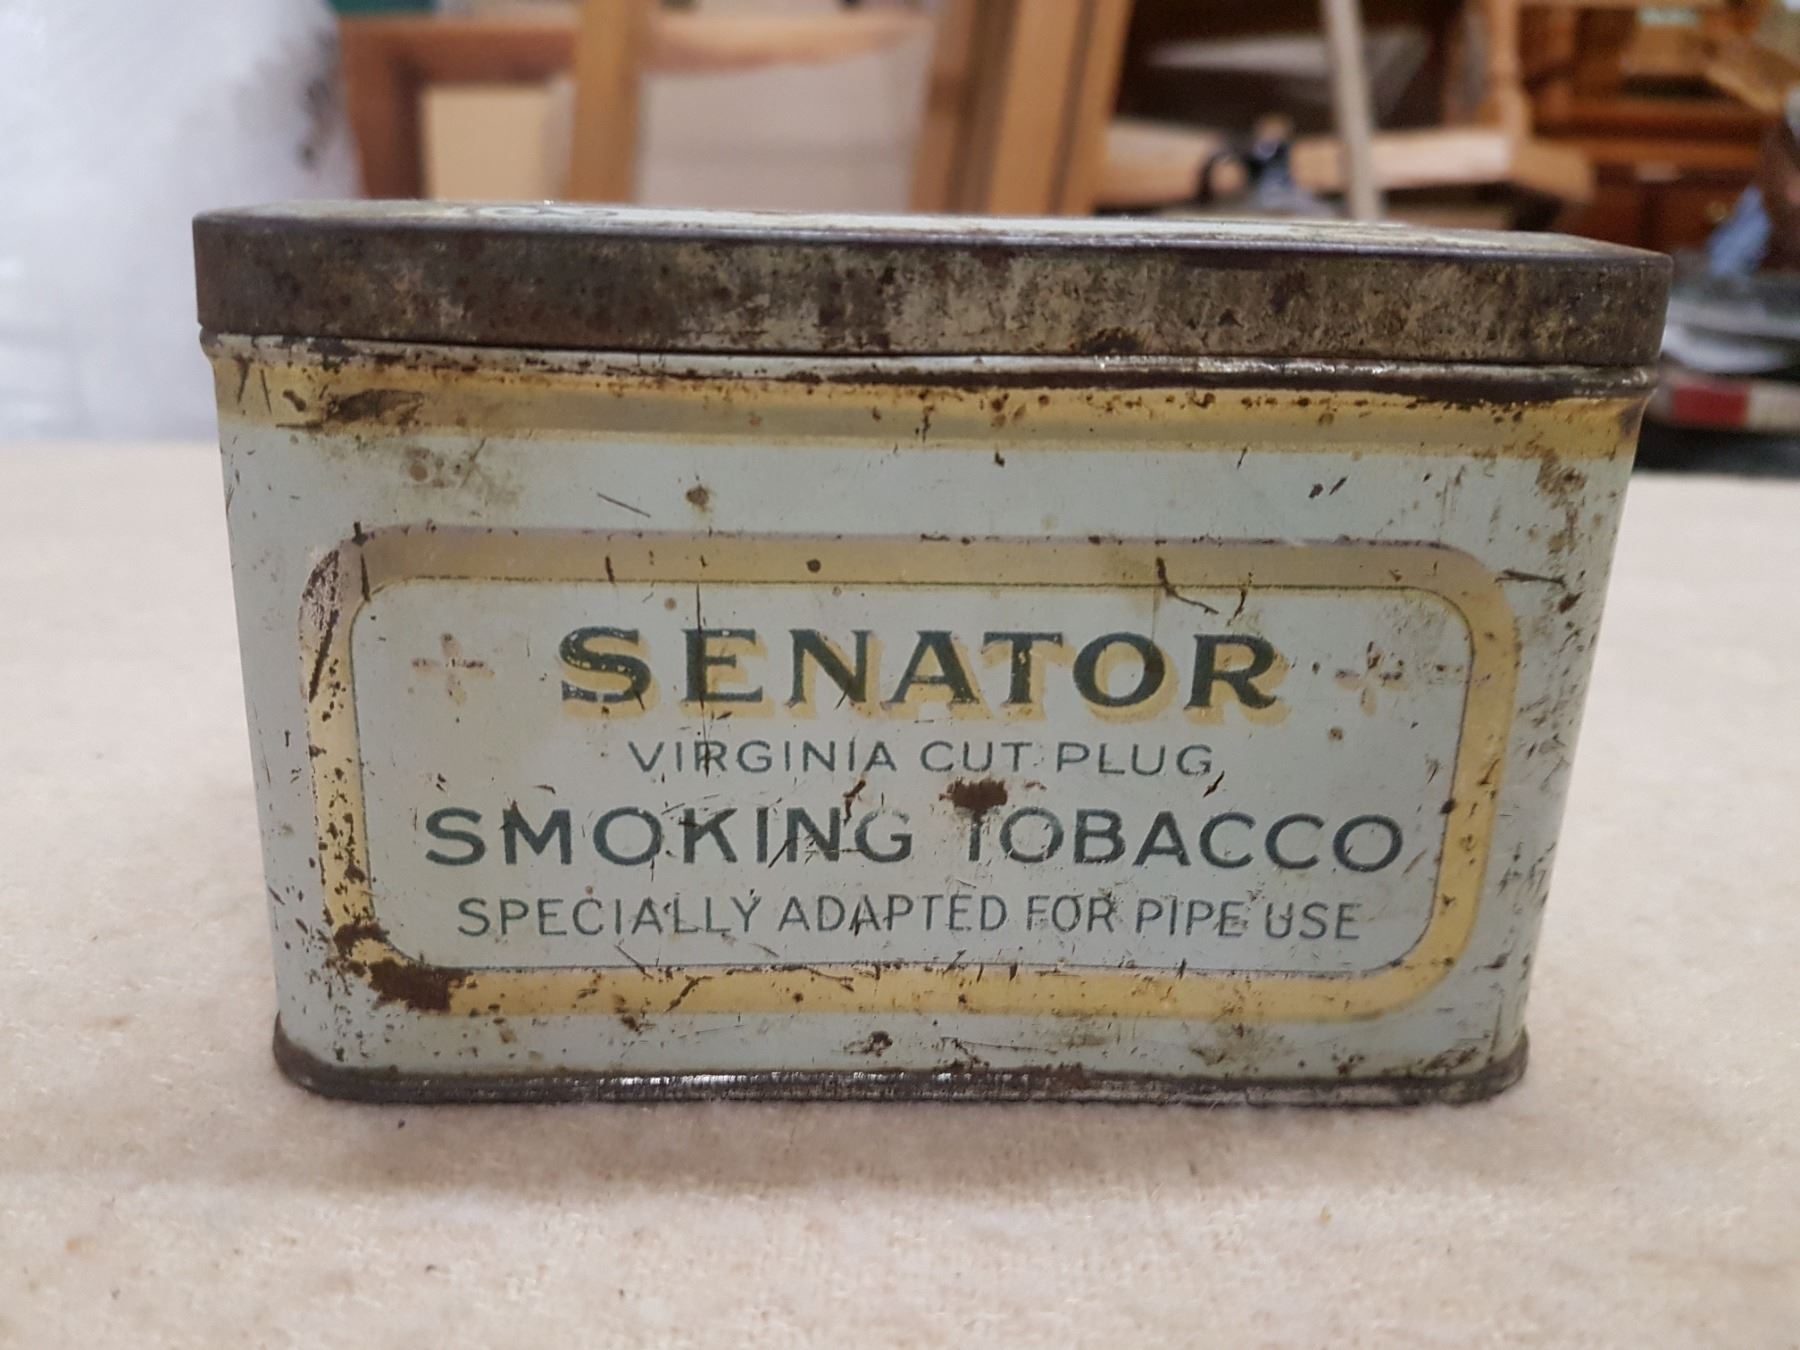 SENATOR
VIRGINIA CUT PLUG
SMOKING TOBACCO
SPECIALLY ADAPTED FOR PIPE USE